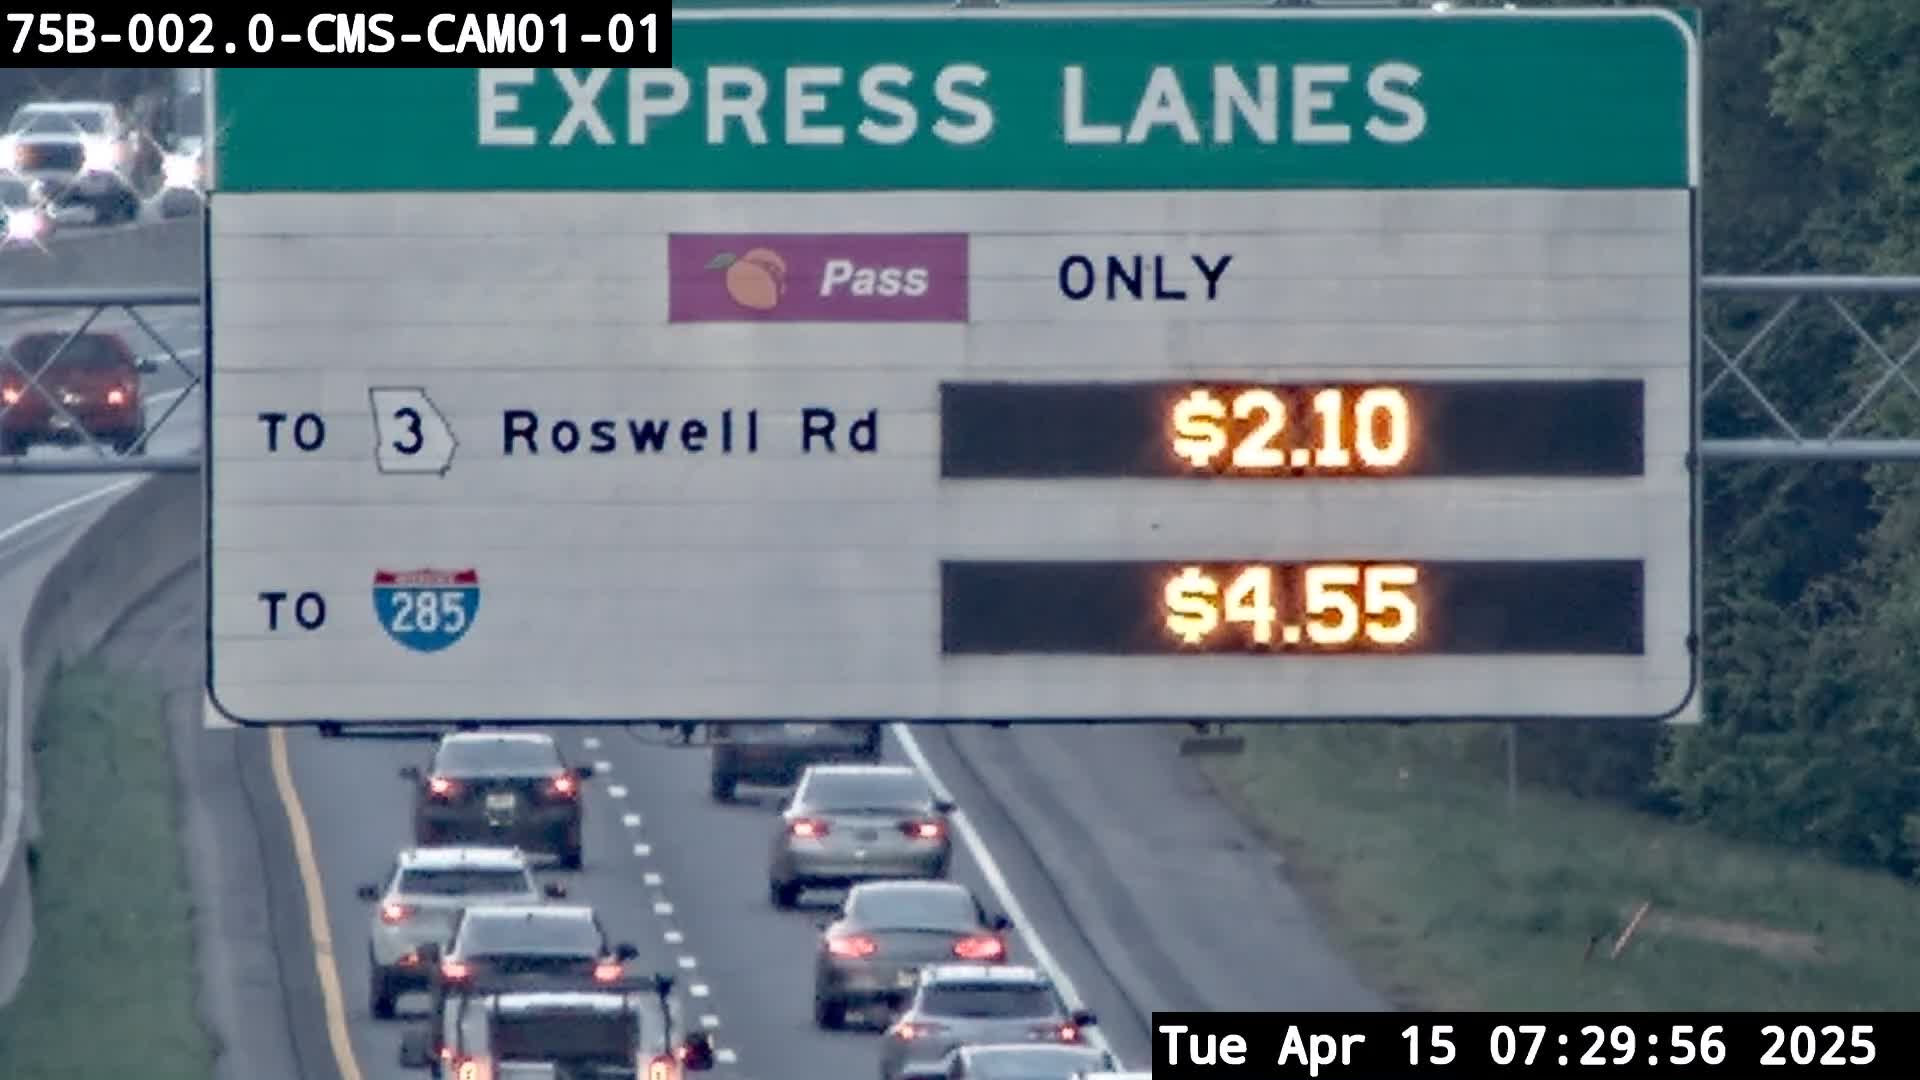 75B-002.0-CMS-CAM01-01
EXPRESS LANES
Pass ONLY
TO 3 Roswell Rd $2.10
TO 285 $4.55
Tue Apr 15 07:29:56 2025